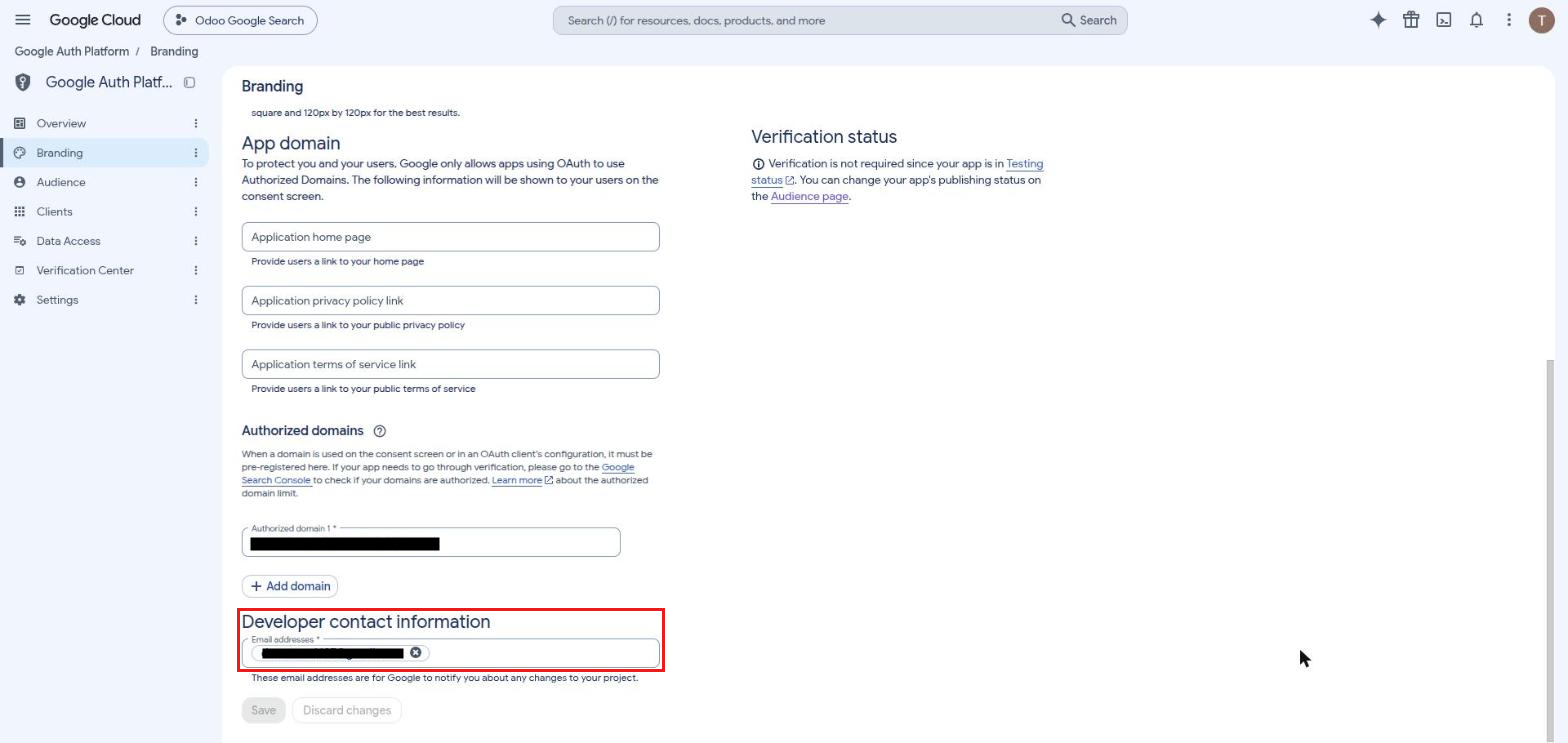 Google Cloud
Odoo Google Search
Search (/) for resources, docs, products, and more
Search
T
Google Auth Platform / Branding
Google Auth Platf...
Overview
Branding
Audience
Clients
Data Access
Verification Center
Settings
Branding
square and 120px by 120px for the best results.
App domain
To protect you and your users, Google only allows apps using OAuth to use
Authorized Domains. The following information will be shown to your users on the
consent screen.
Application home page
Provide users a link to your home page
Application privacy policy link
Provide users a link to your public privacy policy
Application terms of service link
Provide users a link to your public terms of service
Authorized domains
When a domain is used on the consent screen or in an OAuth client's configuration, it must be
pre-registered here. If your app needs to go through verification, please go to the Google
Search Console to check if your domains are authorized. Learn more about the authorized
domain limit.
Authorized domain 1 *
+ Add domain
Developer contact information
Email addresses *
These email addresses are for Google to notify you about any changes to your project.
Save
Discard changes
Verification status
Verification is not required since your app is in Testing
status. You can change your app's publishing status on
the Audience page.